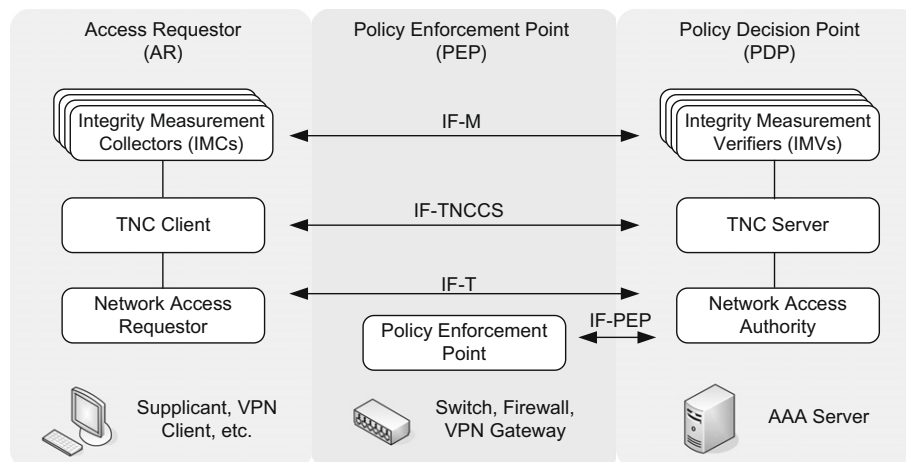 Access Requestor
(AR)
Policy Enforcement Point
(PEP)
Policy Decision Point
(PDP)
Integrity Measurement
Collectors (IMCs)
IF-M
Integrity Measurement
Verifiers (IMVs)
TNC Client
IF-TNCCS
TNC Server
Network Access
Requestor
IF-T
Network Access
Authority
IF-PEP
Policy Enforcement
Point
Supplicant, VPN
Client, etc.
Switch, Firewall,
VPN Gateway
AAA Server